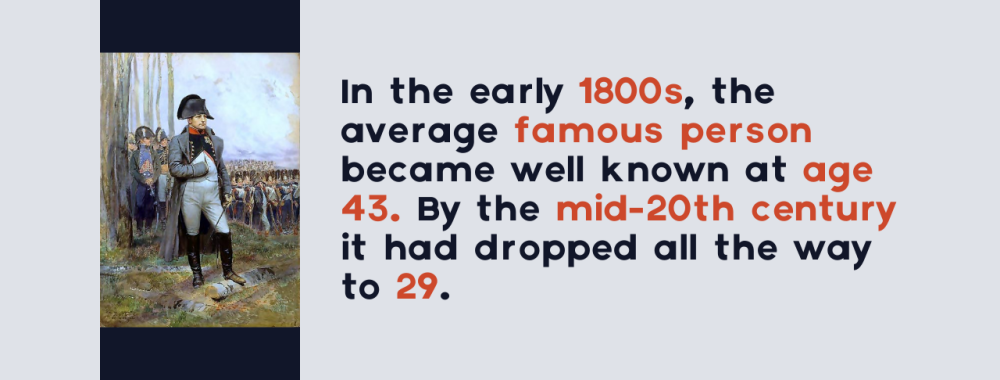 In the early 1800s, the
average famous person
became well known at age
43. By the mid-20th century
it had dropped all the way
to 29.